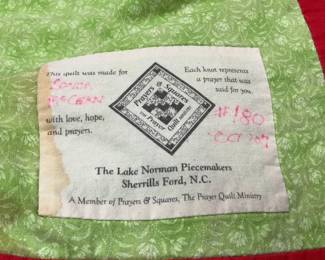 This quilt was made for
Each knot represents
a prayer that was
said for you.
with love, hope,
and prayers.
Prayers & Squares
Prayer Quilt
#180
The Lake Norman Piecemakers
Sherrills Ford, N.C.
A Member of Prayers & Squares, The Prayer Quilt Ministry